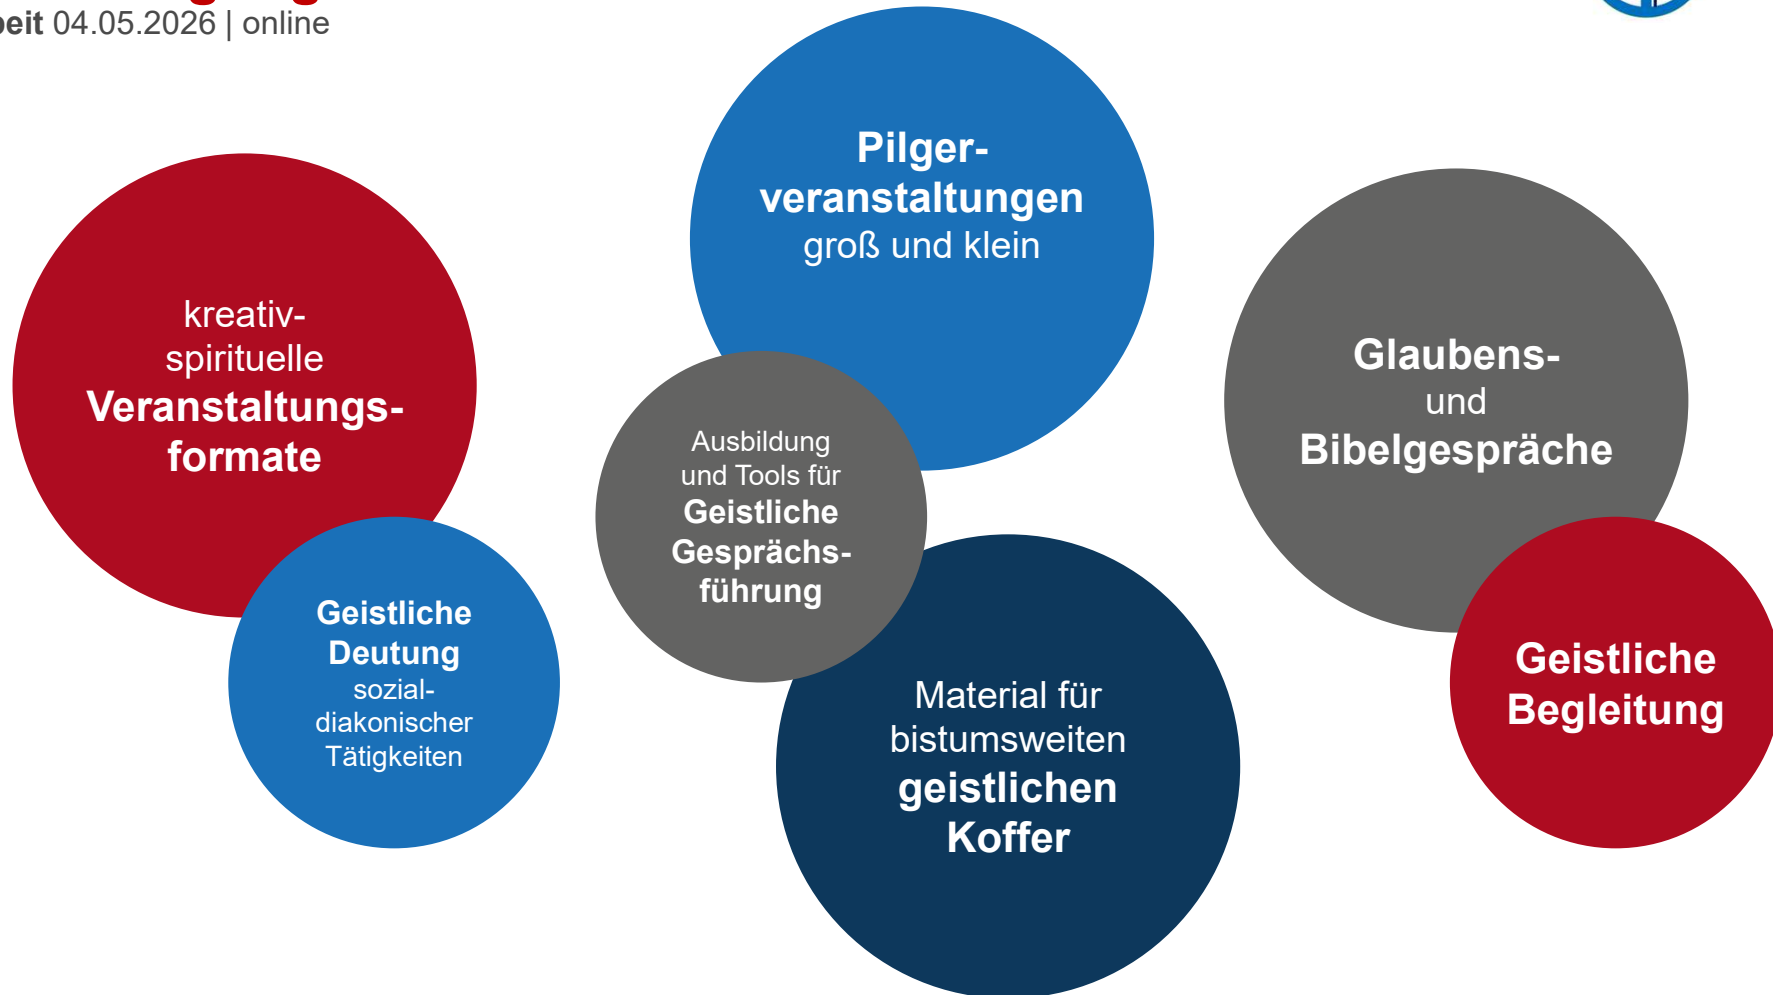 04.05.2026 | online
Pilger-
veranstaltungen
groß und klein
kreativ-
spirituelle
Veranstaltungs-
formate
Glaubens-
und
Bibelgespräche
Ausbildung
und Tools für
Geistliche
Gesprächs-
führung
Geistliche
Deutung
sozial-
diakonischer
Tätigkeiten
Material für
bistumsweiten
geistlichen
Koffer
Geistliche
Begleitung